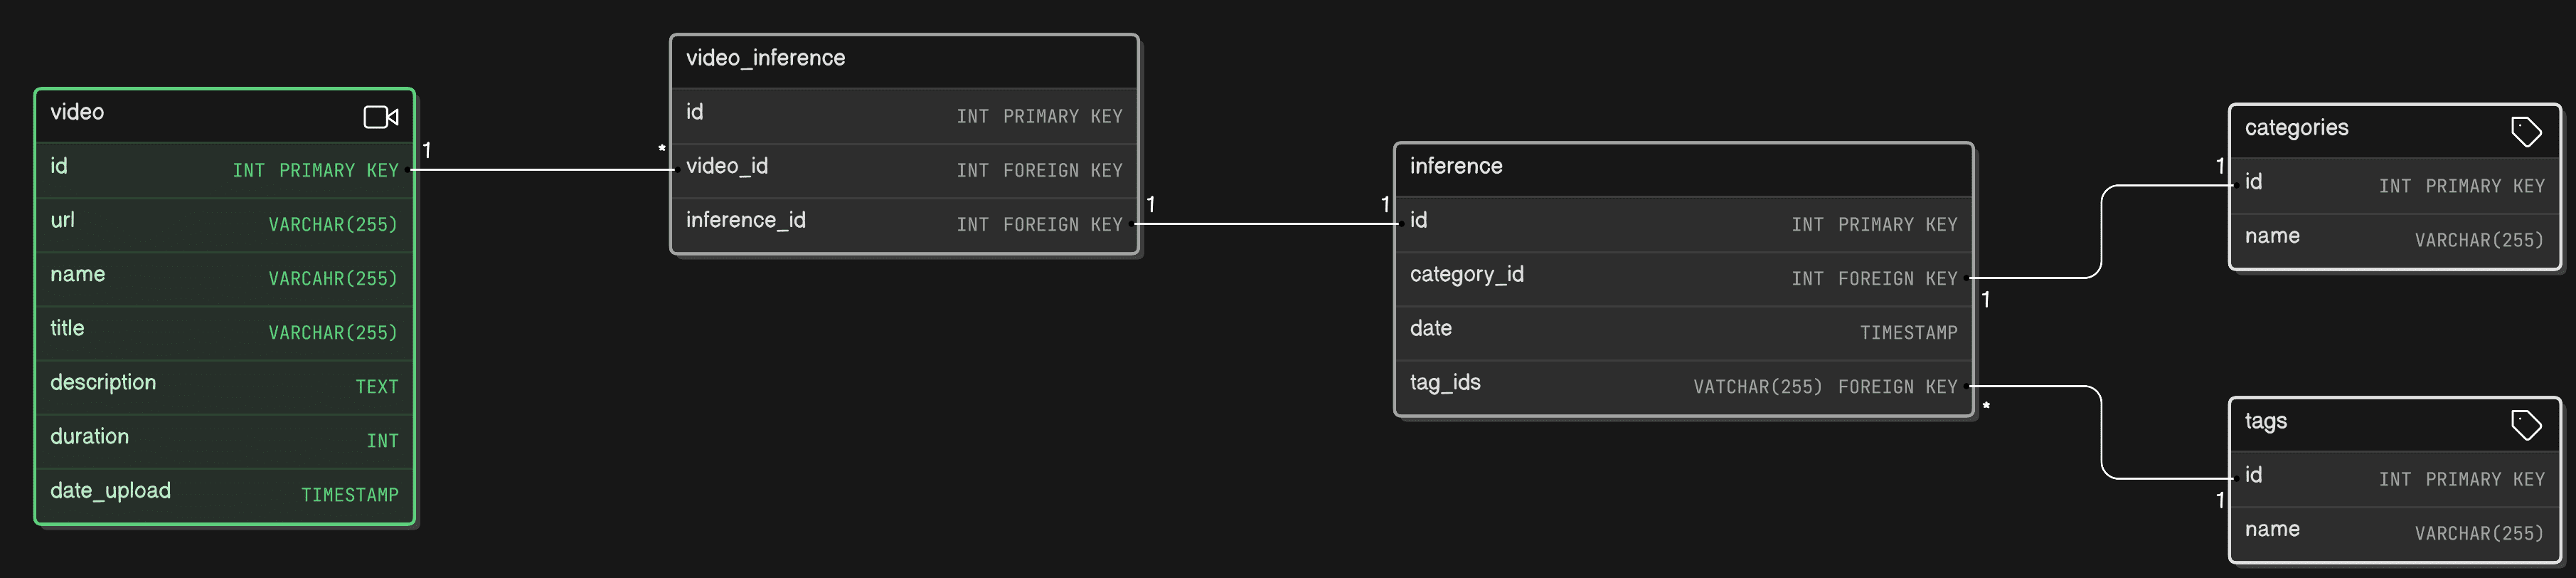 video
id INT PRIMARY KEY
url VARCHAR(255)
name VARCAHR(255)
title VARCHAR(255)
description TEXT
duration INT
date_upload TIMESTAMP
1
*
video_inference
id INT PRIMARY KEY
video_id INT FOREIGN KEY
inference_id INT FOREIGN KEY
1
1
inference
id INT PRIMARY KEY
category_id INT FOREIGN KEY
date TIMESTAMP
tag_ids VATCHAR(255) FOREIGN KEY
1
*
1
categories
id INT PRIMARY KEY
name VARCHAR(255)
1
tags
id INT PRIMARY KEY
name VARCHAR(255)